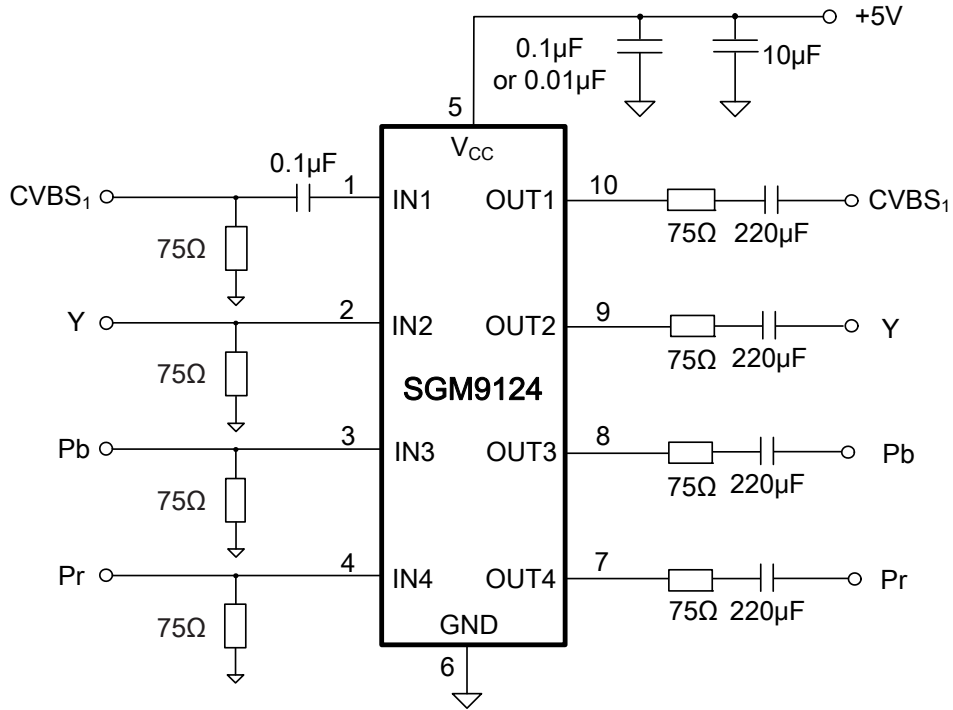 +5V
0.1µF
or 0.01µF
10µF
5
VCC
0.1µF
CVBS1
1
IN1
OUT1
10
CVBS1
75Ω
75Ω
220µF
Y
2
IN2
OUT2
9
Y
75Ω
75Ω
220µF
SGM9124
Pb
3
IN3
OUT3
8
Pb
75Ω
75Ω
220µF
Pr
4
IN4
OUT4
7
Pr
75Ω
75Ω
220µF
GND
6